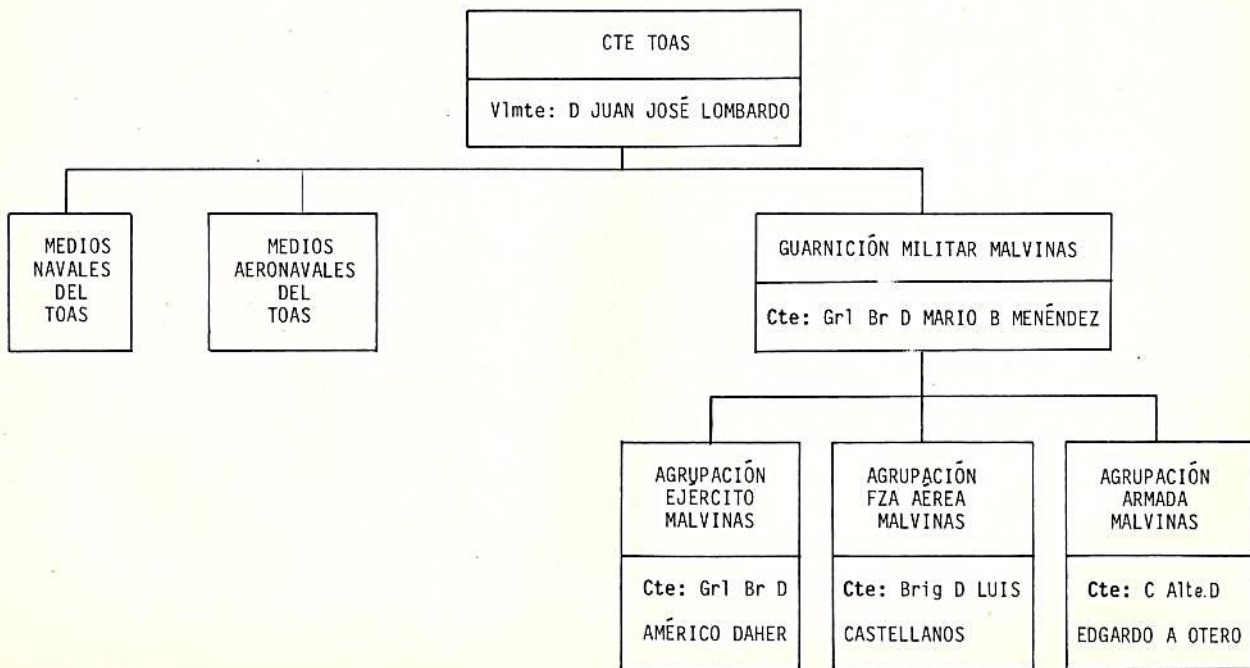 CTE TOAS
Vlmte: D JUAN JOSÉ LOMBARDO
MEDIOS
NAVALES
DEL
TOAS
MEDIOS
AERONAVALES
DEL
TOAS
GUARNICIÓN MILITAR MALVINAS
Cte: Grl Br D MARIO B MENÉNDEZ
AGRUPACIÓN
EJÉRCITO
MALVINAS
Cte: Grl Br D
AMÉRICO DAHER
AGRUPACIÓN
FZA AÉREA
MALVINAS
Cte: Brig D LUIS
CASTELLANOS
AGRUPACIÓN
ARMADA
MALVINAS
Cte: C Alte.D
EDGARDO A OTERO